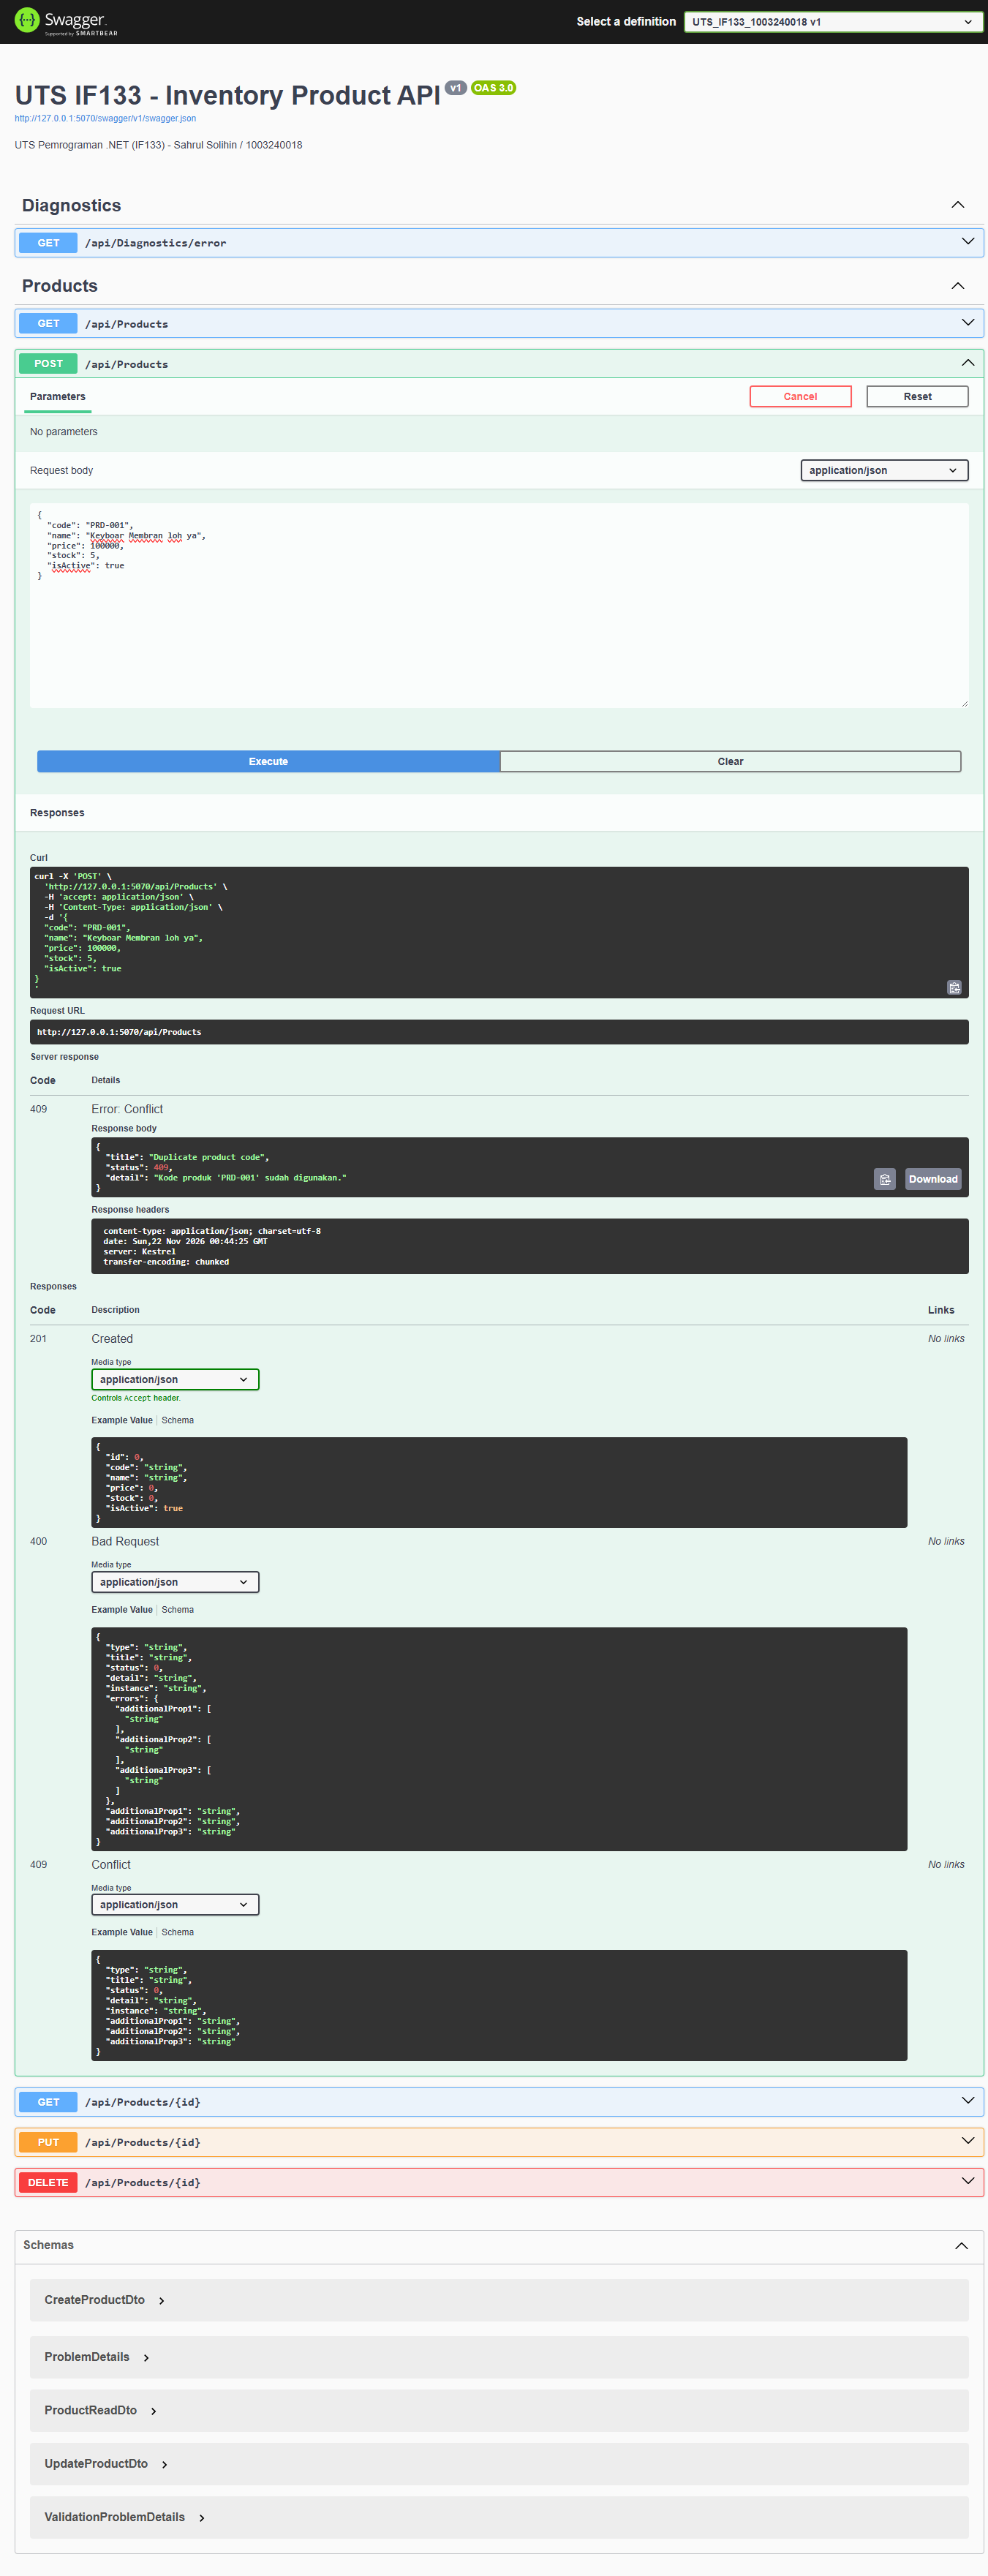 Swagger.
Supported by SMARTBEAR
Select a definition
UTS_IF133_1003240018 v1
UTS IF133 - Inventory Product API v1 OAS 3.0
http://127.0.0.1:5070/swagger/v1/swagger.json
UTS Pemrograman .NET (IF133) - Sahrul Solihin / 1003240018
Diagnostics
GET /api/Diagnostics/error
Products
GET /api/Products
POST /api/Products
Parameters
Cancel
Reset
No parameters
Request body
application/json
{
"code": "PRD-001",
"name": "Keyboar Membran loh ya",
"price": 100000,
"stock": 5,
"isActive": true
}
Execute
Clear
Responses
Curl
curl -X 'POST' \
'http://127.0.0.1:5070/api/Products' \
-H 'accept: application/json' \
-H 'Content-Type: application/json' \
-d '{
"code": "PRD-001",
"name": "Keyboar Membran loh ya",
"price": 100000,
"stock": 5,
"isActive": true
}
'
Request URL
http://127.0.0.1:5070/api/Products
Server response
Code Details
409 Error: Conflict
Response body
{
"title": "Duplicate product code",
"status": 409,
"detail": "Kode produk 'PRD-001' sudah digunakan."
}
Download
Response headers
content-type: application/json; charset=utf-8
date: Sun,22 Nov 2026 00:44:25 GMT
server: Kestrel
transfer-encoding: chunked
Responses
Code Description Links
201 Created No links
Media type
application/json
Controls Accept header.
Example Value Schema
{
"id": 0,
"code": "string",
"name": "string",
"price": 0,
"stock": 0,
"isActive": true
}
400 Bad Request No links
Media type
application/json
Example Value Schema
{
"type": "string",
"title": "string",
"status": 0,
"detail": "string",
"instance": "string",
"errors": {
"additionalProp1": [
"string"
],
"additionalProp2": [
"string"
],
"additionalProp3": [
"string"
]
},
"additionalProp1": "string",
"additionalProp2": "string",
"additionalProp3": "string"
}
409 Conflict No links
Media type
application/json
Example Value Schema
{
"type": "string",
"title": "string",
"status": 0,
"detail": "string",
"instance": "string",
"additionalProp1": "string",
"additionalProp2": "string",
"additionalProp3": "string"
}
GET /api/Products/{id}
PUT /api/Products/{id}
DELETE /api/Products/{id}
Schemas
CreateProductDto
ProblemDetails
ProductReadDto
UpdateProductDto
ValidationProblemDetails